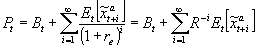 $P_t = B_t + \sum_{i=1}^{\infty} \frac{E_t[\tilde{x}_{t+i}^a]}{(1+r_e)^i} = B_t + \sum_{i=1}^{\infty} R^{-i} E_t[\tilde{x}_{t+i}^a]$